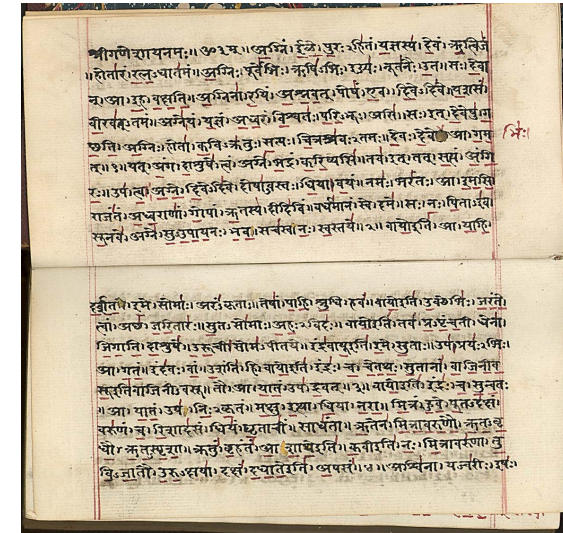 श्रीगणेशायनमः॥ॐ॥ अग्निं। ईळे। पुरःऽहितं। यज्ञस्य। देवं। ऋत्विजं
॥होतारं। रत्नऽधातमं॥ अग्निः। पूर्वेभिः। ऋषिऽभिः। ईड्यः। नूतनैः। उत॥ सः। देवा
न्। आ। इह। वक्षति॥ अग्निना। रयिं। अश्नवत्। पोषं। एव। दिवेऽदिवे॥ यशसं।
वीरवत्ऽतमं॥ अग्ने। यं। यज्ञं। अध्वरं। विश्वतः। परिऽभूः। असि॥ सः। इत्। देवेषु। ग
च्छति॥ अग्निः। होता। कविऽक्रतुः। सत्यः। चित्रश्रवःऽतमः॥ देवः। देवे आ। गम
भिः।
त्॥१॥ यत्। अंग। दाशुषे। त्वं। अग्ने। भद्रं। करिष्यसि॥ तव। इत्। तत्। सत्यं। अंगि
रः॥ उप। त्वा। अग्ने। दिवेऽदिवे। दोषाऽवस्तः। धिया। वयं॥ नमः। भरंतः। आ। इमसि॥
राजंतं। अध्वराणां। गोपां। ऋतस्य। दीदिविं॥ वर्धमानं। स्वे। दमे॥ सः। नः। पिताऽइव।
सूनवे। अग्ने। सुऽउपायनः। भव॥ सचस्व। नः। स्वस्तये॥२॥ वायो इति। आ। याहि।
दर्शत। इमे। सोमाः। अरंऽकृताः॥ तेषां। पाहि। श्रुधि। हवं॥ वायो इति। उक्थेभिः। जरंते।
त्वां। अच्छ। जरितारः॥ सुतऽसोमाः। अहःऽविदः॥ वायो इति। तव। प्रऽपृंचती। धेना।
जिगाति। दाशुषे॥ उरूची। सोमऽपीतये॥ इंद्रवायू इति। इमे। सुताः॥ उप। प्रयःऽभिः।
आ। गतं॥ इंदवः। वां। उशंति। हि॥ वायो इति। इंद्रः। च। चेतथः। सुतानां। वाजिनीव
सू इति वाजिनीऽवसू॥ तौ। आ। यातं। उप। द्रवत्॥३॥ वायो इति। इंद्रः। च। सुन्वतः
॥ आ। यातं। उप। निःऽकृतं॥ मक्षु। इत्था। धिया। नरा॥ मित्रं। हुवे। पूतऽदक्षं।
वरुणं। च। रिशादसं॥ धियं। घृताचीं। साधंता॥ ऋतेन। मित्रावरुणौ। ऋतऽवृ
धौ। ऋतऽस्पृशा॥ क्रतुं। बृहंतं। आशाथे इति॥ कवी इति। नः। मित्रावरुणा। तु
विऽजातौ। उरुऽक्षया॥ दक्षं। दधाते इति। अपसं॥४॥ अश्विना। यज्वरीः। इषः।